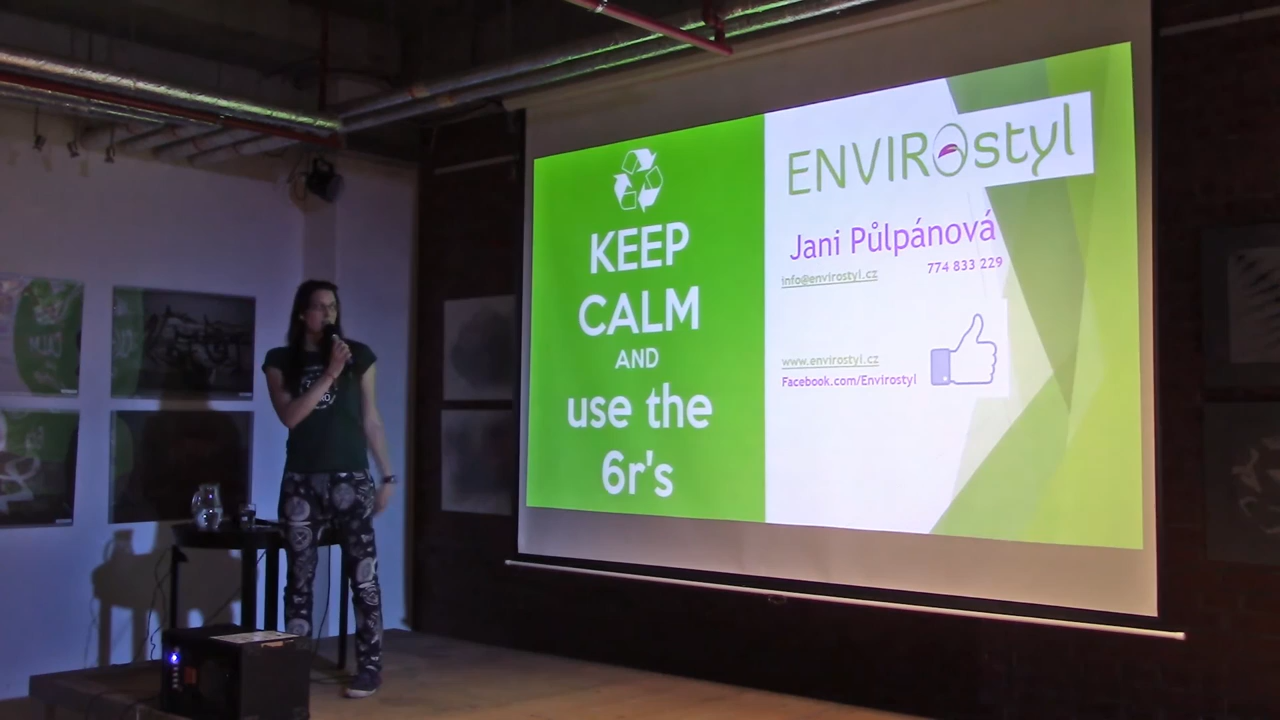 KEEP
CALM
AND
use the
6r's
ENVIROstyl
Jani Půlpánová
774 833 229
info@envirostyl.cz
www.envirostyl.cz
Facebook.com/Envirostyl